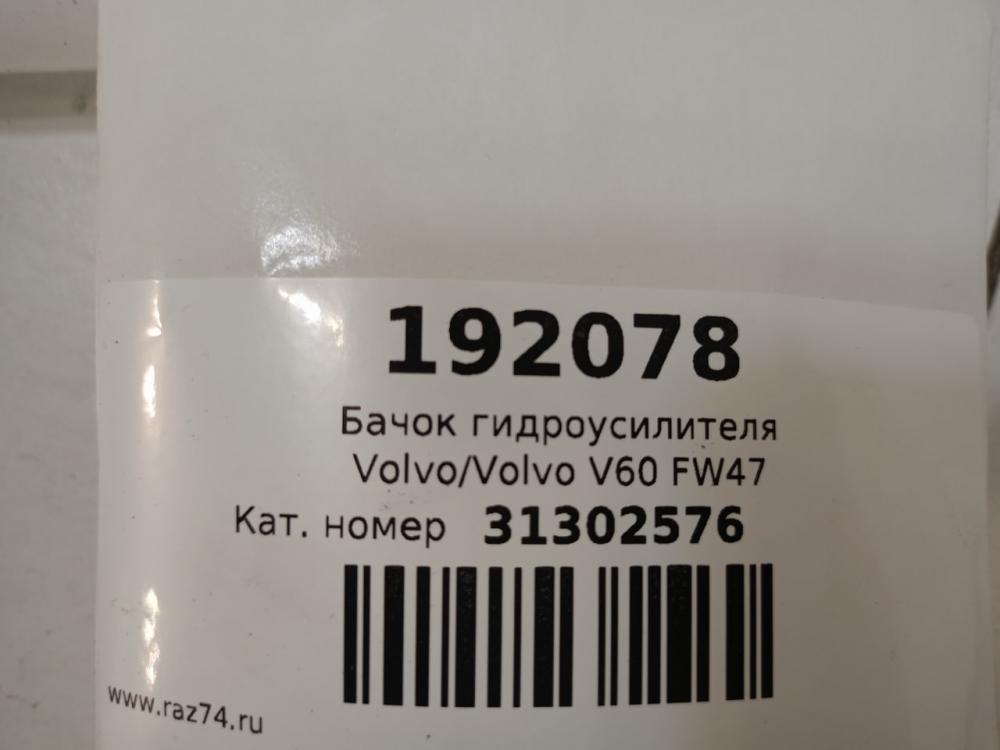 192078
Бачок гидроусилителя
Volvo/Volvo V60 FW47
Кат. номер 31302576
www.raz74.ru